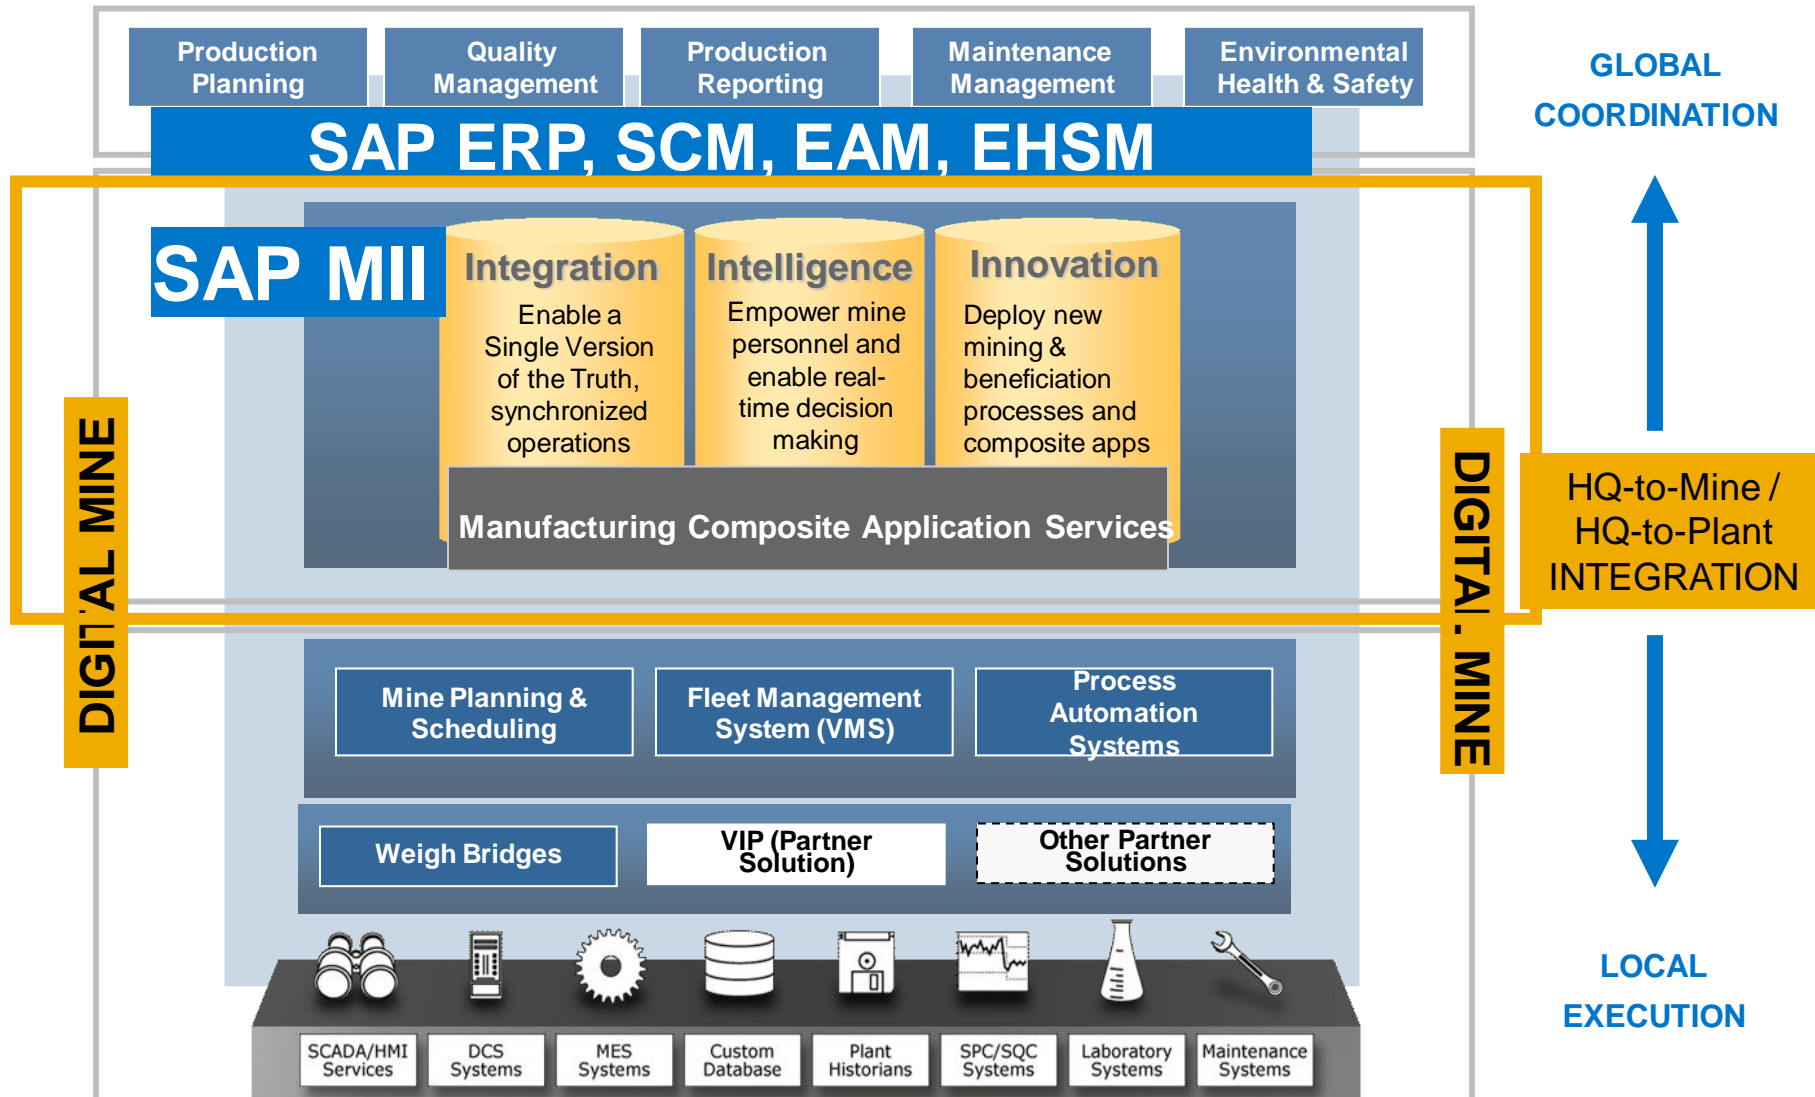 Production
Planning
Quality
Management
Production
Reporting
Maintenance
Management
Environmental
Health & Safety
GLOBAL
COORDINATION
SAP ERP, SCM, EAM, EHSM
SAP MII
Integration
Enable a
Single Version
of the Truth,
synchronized
operations
Intelligence
Empower mine
personnel and
enable real-
time decision
making
Innovation
Deploy new
mining &
beneficiation
processes and
composite apps
Manufacturing Composite Application Services
DIGITAL MINE
DIGITAL MINE
HQ-to-Mine /
HQ-to-Plant
INTEGRATION
Mine Planning &
Scheduling
Fleet Management
System (VMS)
Process
Automation
Systems
Weigh Bridges
VIP (Partner
Solution)
Other Partner
Solutions
LOCAL
EXECUTION
SCADA/HMI
Services
DCS
Systems
MES
Systems
Custom
Database
Plant
Historians
SPC/SQC
Systems
Laboratory
Systems
Maintenance
Systems